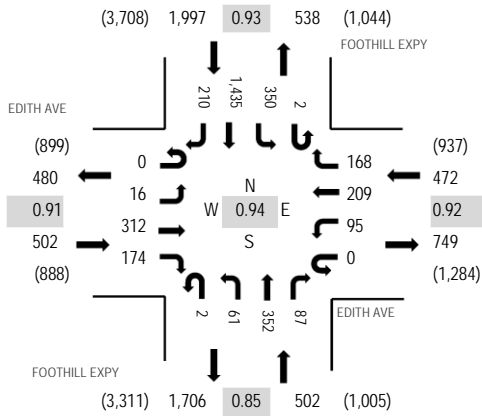 (3,708) 1,997 0.93 538 (1,044)
FOOTHILL EXPY
210 1,435 350 2
EDITH AVE
(899)
480
0.91
502
(888)
0
16
312
174
N
W 0.94 E
S
168
209
95
0
(937)
472
0.92
749
(1,284)
2 61 352 87
EDITH AVE
FOOTHILL EXPY
(3,311) 1,706 0.85 502 (1,005)